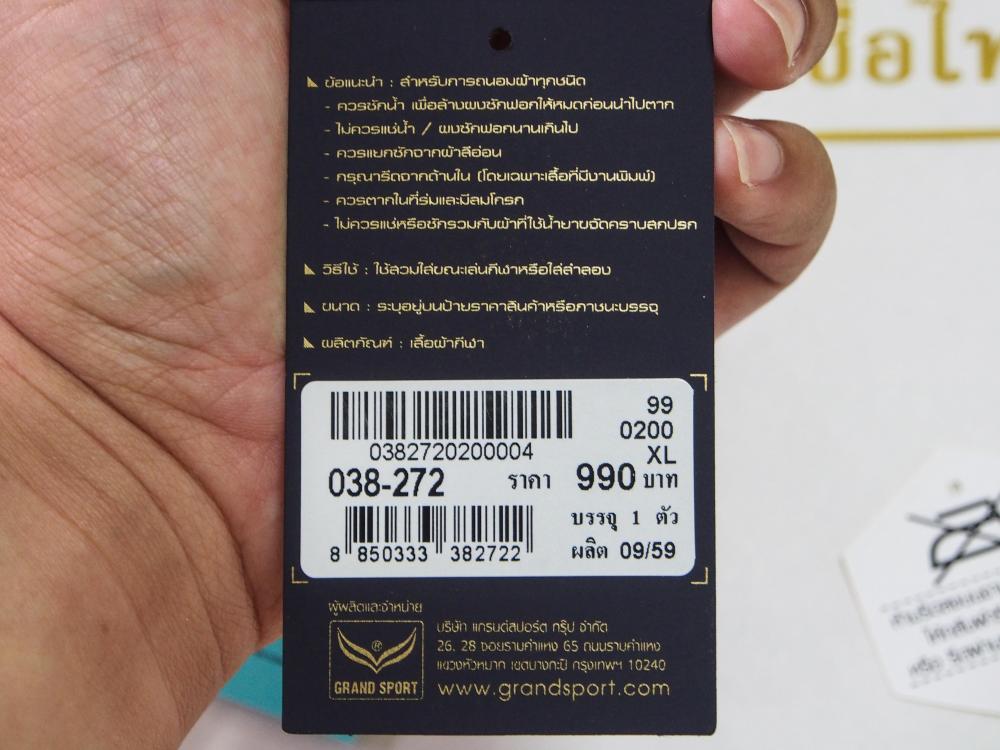 ข้อแนะนำ : สำหรับการถนอมผ้าทุกชนิด
- ควรซักน้ำ เพื่อล้างผงซักฟอกให้หมดก่อนนำไปตาก
- ไม่ควรแช่น้ำ / ผงซักฟอกนานเกินไป
- ควรแยกซักจากผ้าสีอ่อน
- กรุณารีดจากด้านใน (โดยเฉพาะเสื้อที่มีงานพิมพ์)
- ควรตากในที่ร่มและมีลมโกรก
- ไม่ควรแช่หรือซักรวมกับผ้าที่ใช้น้ำยาขจัดคราบสกปรก
วิธีใช้ : ใช้สวมใส่ขณะเล่นกีฬาหรือใส่ลำลอง
ขนาด : ระบุอยู่บนป้ายราคาสินค้าหรือภาชนะบรรจุ
ผลิตภัณฑ์ : เสื้อผ้ากีฬา
99
0382720200004 0200
XL
038-272 ราคา 990 บาท
บรรจุ 1 ตัว
8 850333 382722 ผลิต 09/59
ผู้ผลิตและจำหน่าย
บริษัท แกรนด์สปอร์ต กรุ๊ป จำกัด
26, 28 ซอยรามคำแหง 65 ถนนรามคำแหง
แขวงหัวหมาก เขตบางกะปิ กรุงเทพฯ 10240
®
GRAND SPORT www.grandsport.com